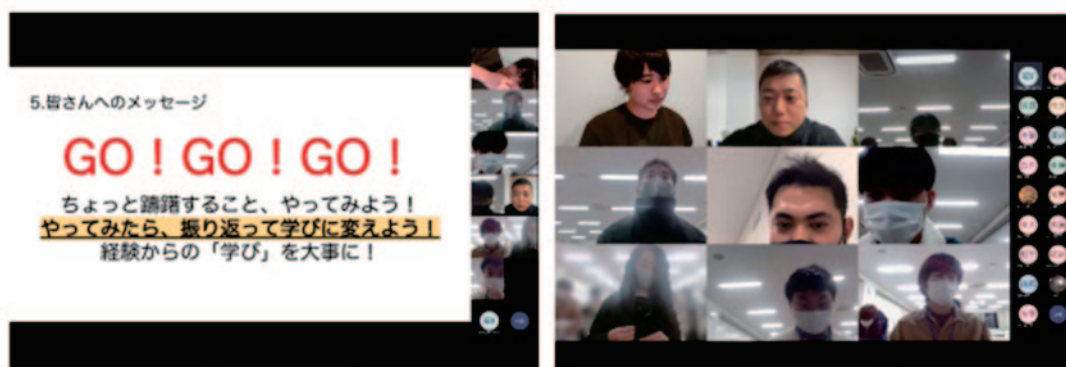 5.皆さんへのメッセージ
GO！GO！GO！
ちょっと躊躇すること、やってみよう！
やってみたら、振り返って学びに変えよう！
経験からの「学び」を大事に！